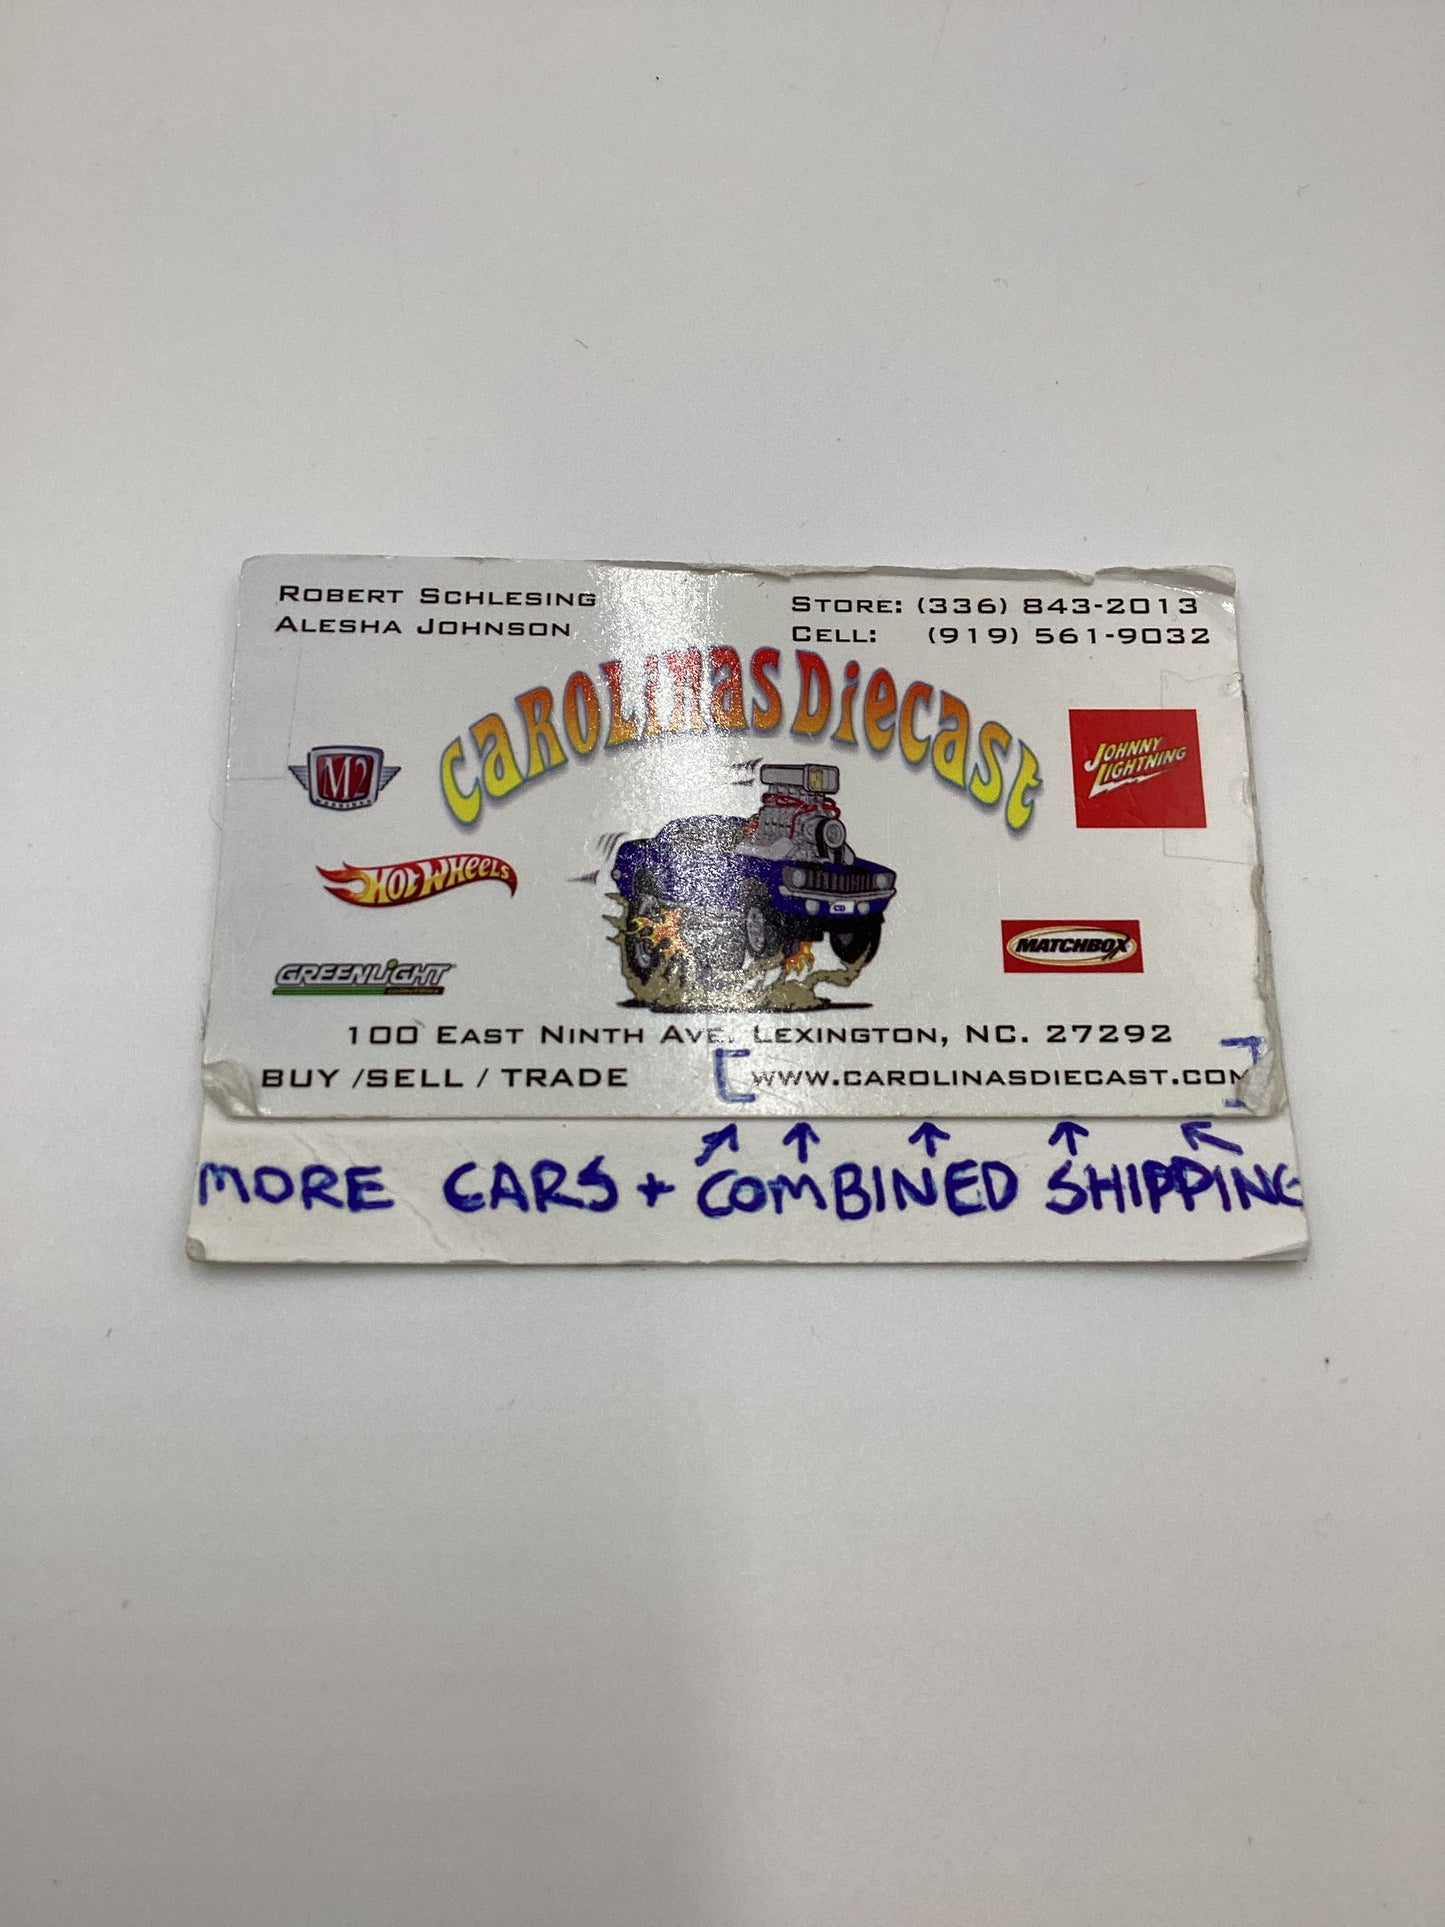 ROBERT SCHLESING
ALESHA JOHNSON
STORE: (336) 843-2013
CELL: (919) 561-9032
CAROLINAS DIECAST
M2
MACHINES
JOHNNY LIGHTNING
HOT WHEELS
MATCHBOX
GREENLIGHT
COLLECTIBLES
100 EAST NINTH AVE. LEXINGTON, NC. 27292
BUY /SELL / TRADE [WWW.CAROLINASDIECAST.COM]
MORE CARS + COMBINED SHIPPING